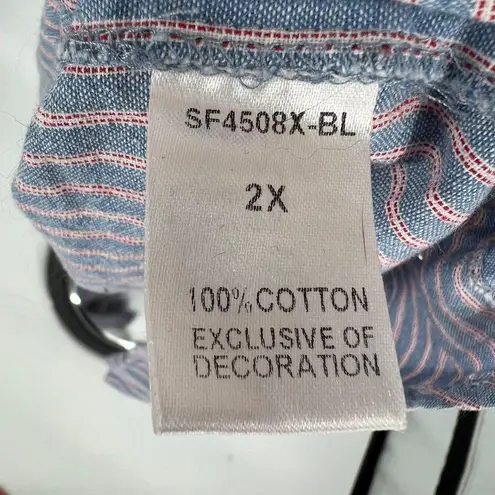 SF4508X-BL
2X
100% COTTON
EXCLUSIVE OF
DECORATION